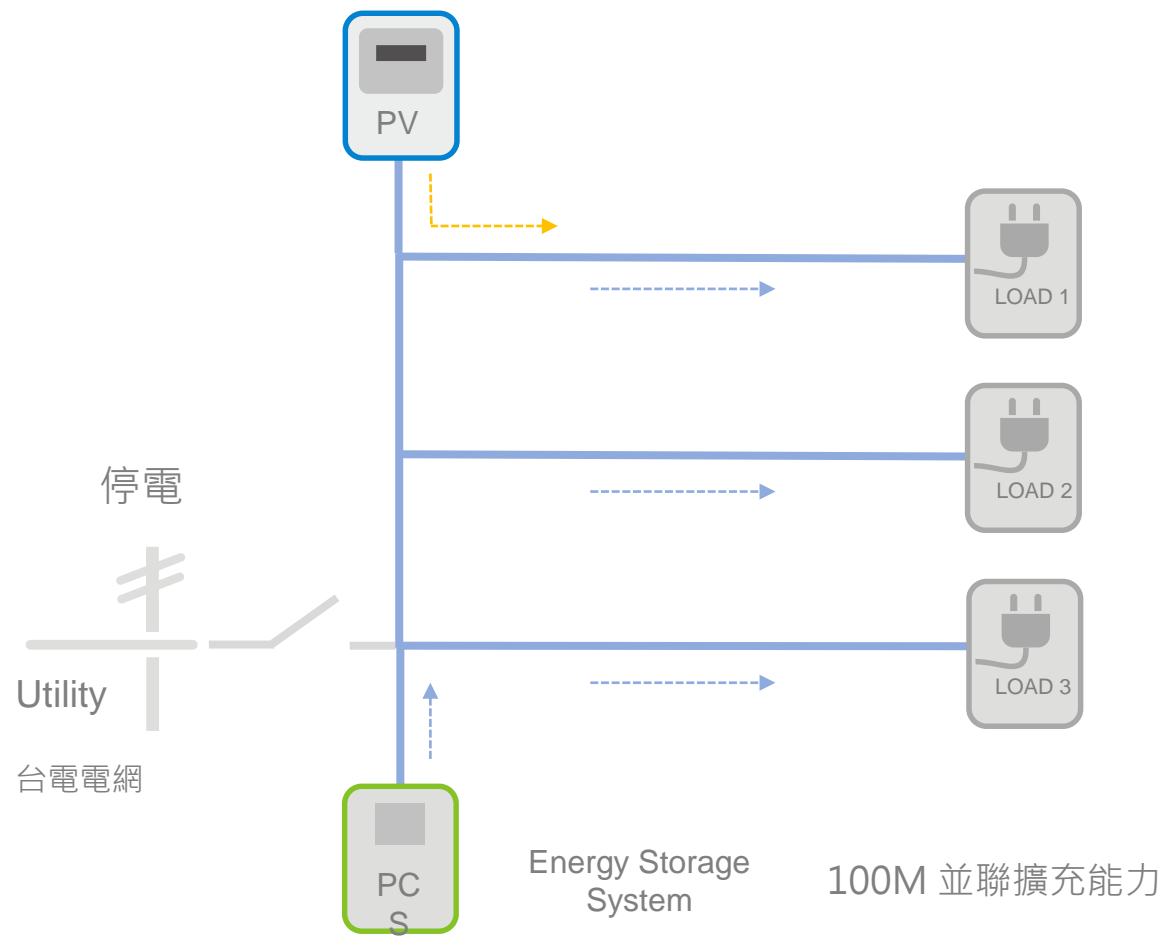 PV
LOAD 1
LOAD 2
停電
LOAD 3
Utility
台電電網
PC
S
Energy Storage
System
100M 並聯擴充能力